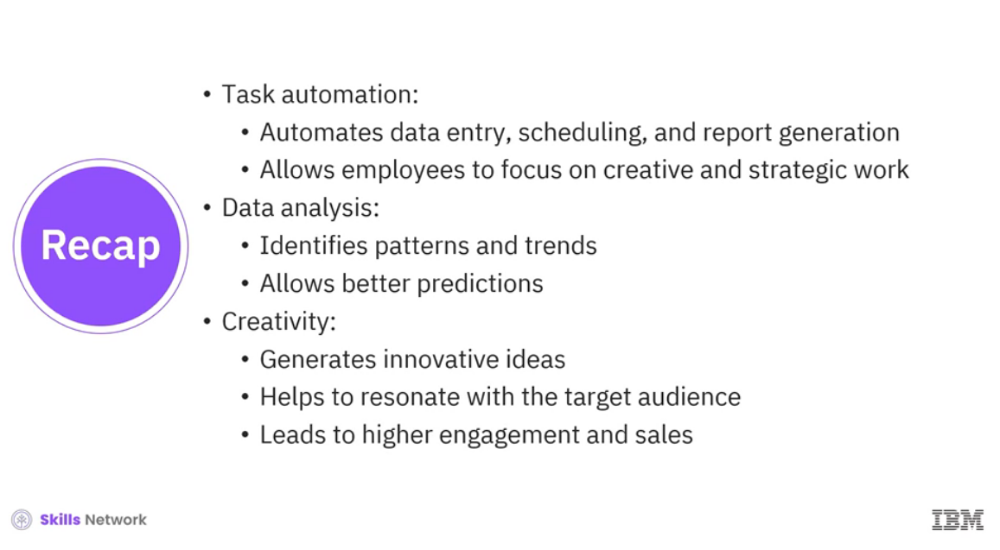 Recap
• Task automation:
• Automates data entry, scheduling, and report generation
• Allows employees to focus on creative and strategic work
• Data analysis:
• Identifies patterns and trends
• Allows better predictions
• Creativity:
• Generates innovative ideas
• Helps to resonate with the target audience
• Leads to higher engagement and sales
Skills Network
IBM